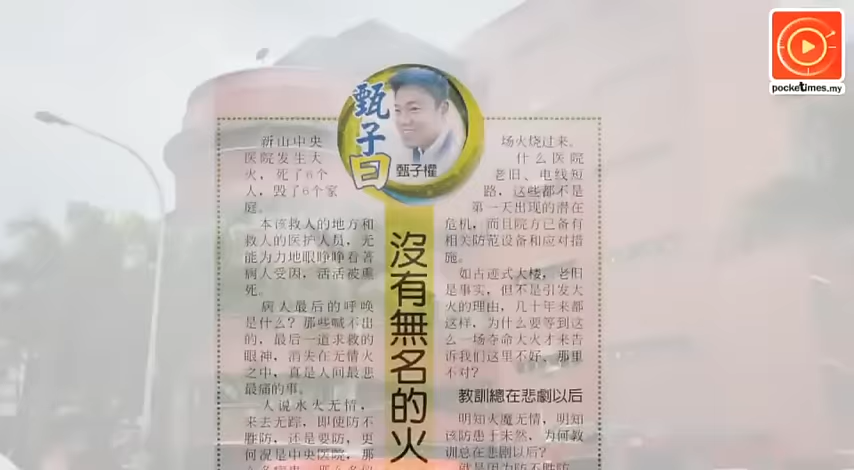 pocketimes.my
甄子曰
甄子權
沒有無名的火
新山中央
医院发生大
火，死了6个
人，毁了6个家
庭。
本该救人的地方和
救人的医护人员，无
能为力地眼睁睁看着
病人受困，活活被熏
死。
病人最后的呼唤
是什么？那些喊不出
的，最后一道求救的
眼神，消失在无情火
之中，真是人间最悲
最痛的事。
人说水火无情，
来去无踪，即使防不
胜防，还是要防，更
何况是中央医院，那
场火烧过来。
什么医院
老旧、电线短
路，这些都不是
第一天出现的潜在
危机，而且院方已备有
相关防范设备和应对措
施。
如古迹式大楼，老旧
是事实，但不是引发大
火的理由，几十年来都
这样，为什么要等到这
么一场夺命大火才来告
诉我们这里不好、那里
不对？
教訓總在悲劇以后
明知火魔无情，明知
该防患于未然，为何教
训总在悲剧以后？
就是因为防不胜防